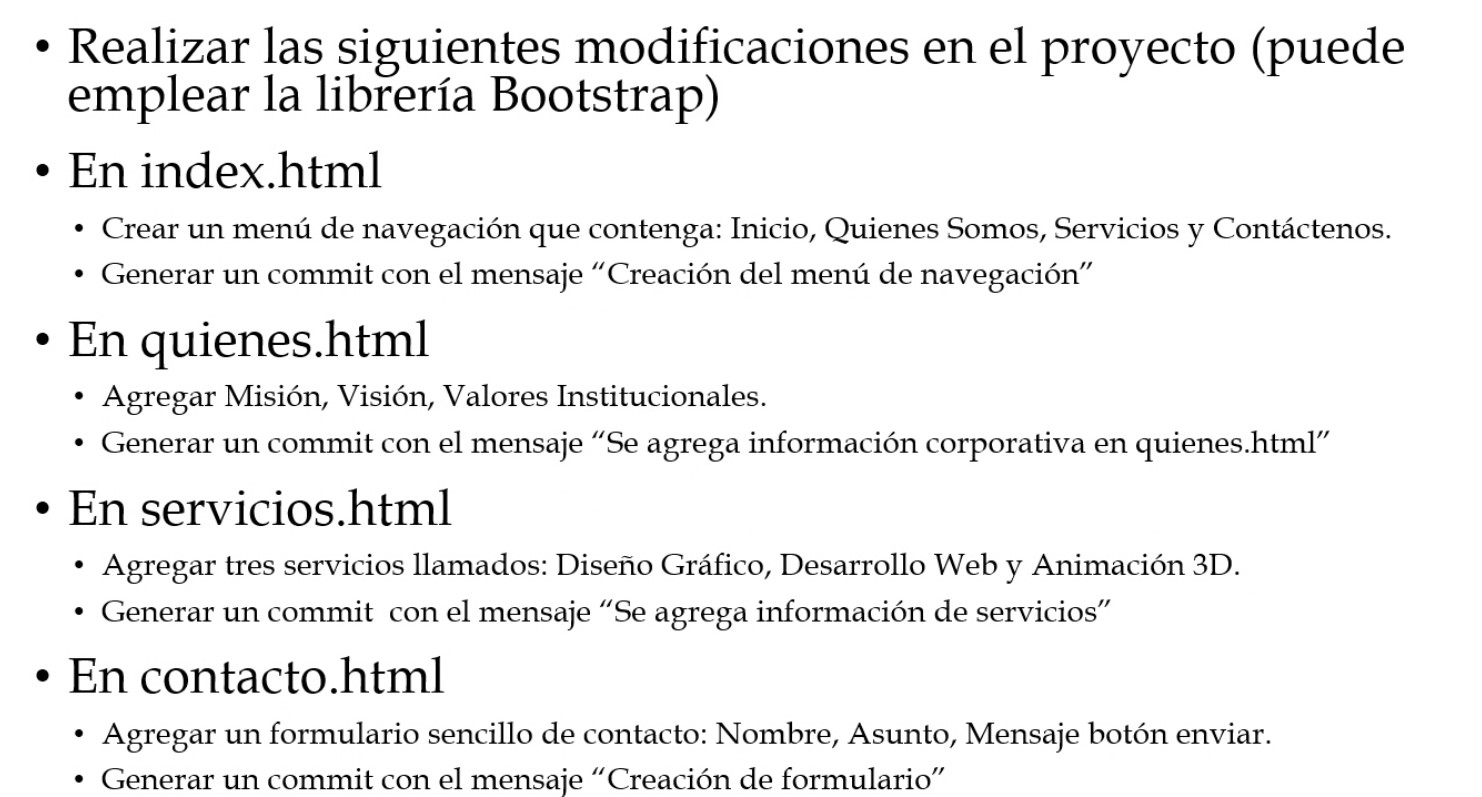 • Realizar las siguientes modificaciones en el proyecto (puede
emplear la librería Bootstrap)
• En index.html
• Crear un menú de navegación que contenga: Inicio, Quienes Somos, Servicios y Contáctenos.
• Generar un commit con el mensaje “Creación del menú de navegación”
• En quienes.html
• Agregar Misión, Visión, Valores Institucionales.
• Generar un commit con el mensaje “Se agrega información corporativa en quienes.html”
• En servicios.html
• Agregar tres servicios llamados: Diseño Gráfico, Desarrollo Web y Animación 3D.
• Generar un commit  con el mensaje “Se agrega información de servicios”
• En contacto.html
• Agregar un formulario sencillo de contacto: Nombre, Asunto, Mensaje botón enviar.
• Generar un commit con el mensaje “Creación de formulario”